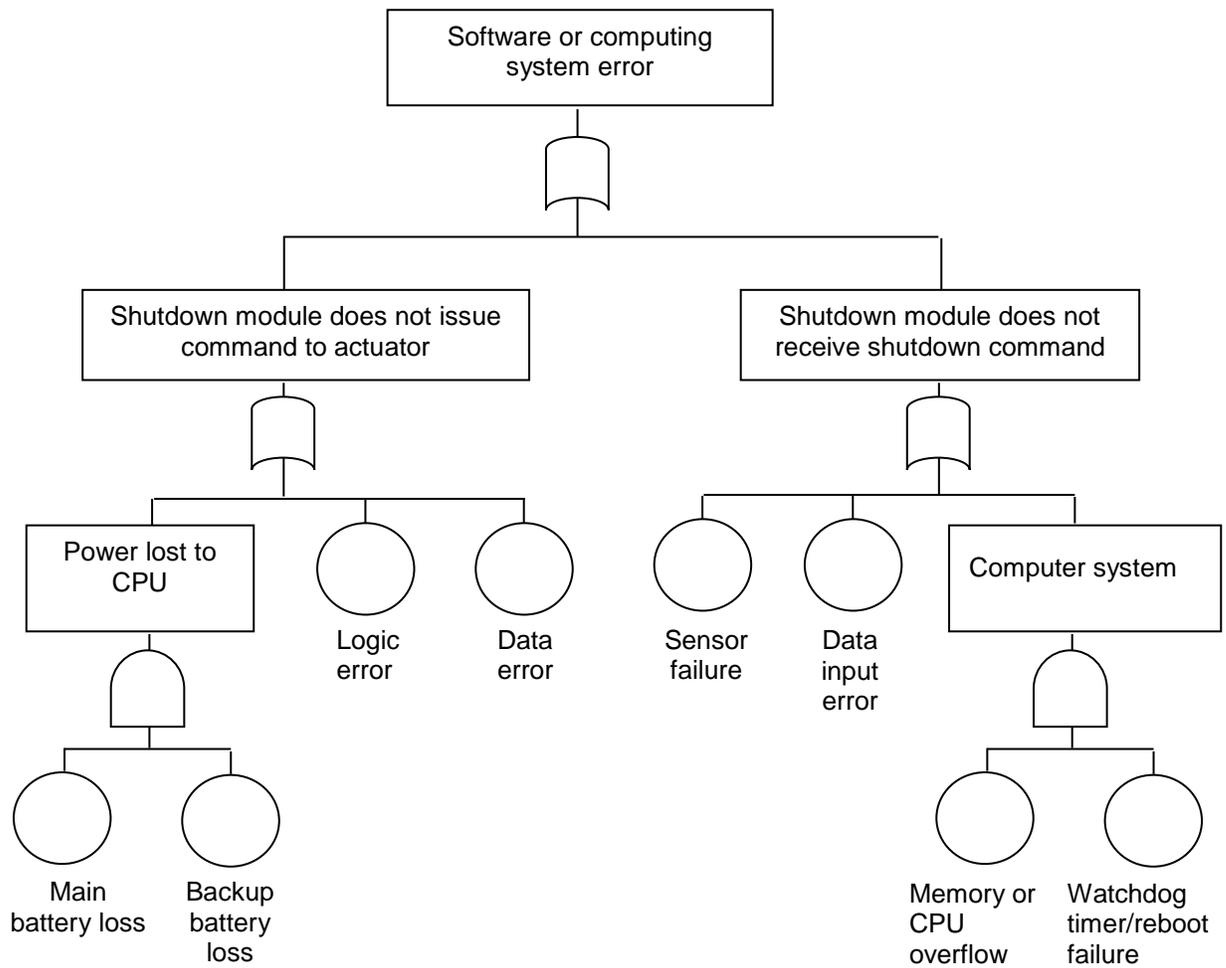 Software or computing
system error
Shutdown module does not issue
command to actuator
Shutdown module does not
receive shutdown command
Power lost to
CPU
Logic
error
Data
error
Sensor
failure
Data
input
error
Computer system
Main
battery loss
Backup
battery
loss
Memory or
CPU
overflow
Watchdog
timer/reboot
failure